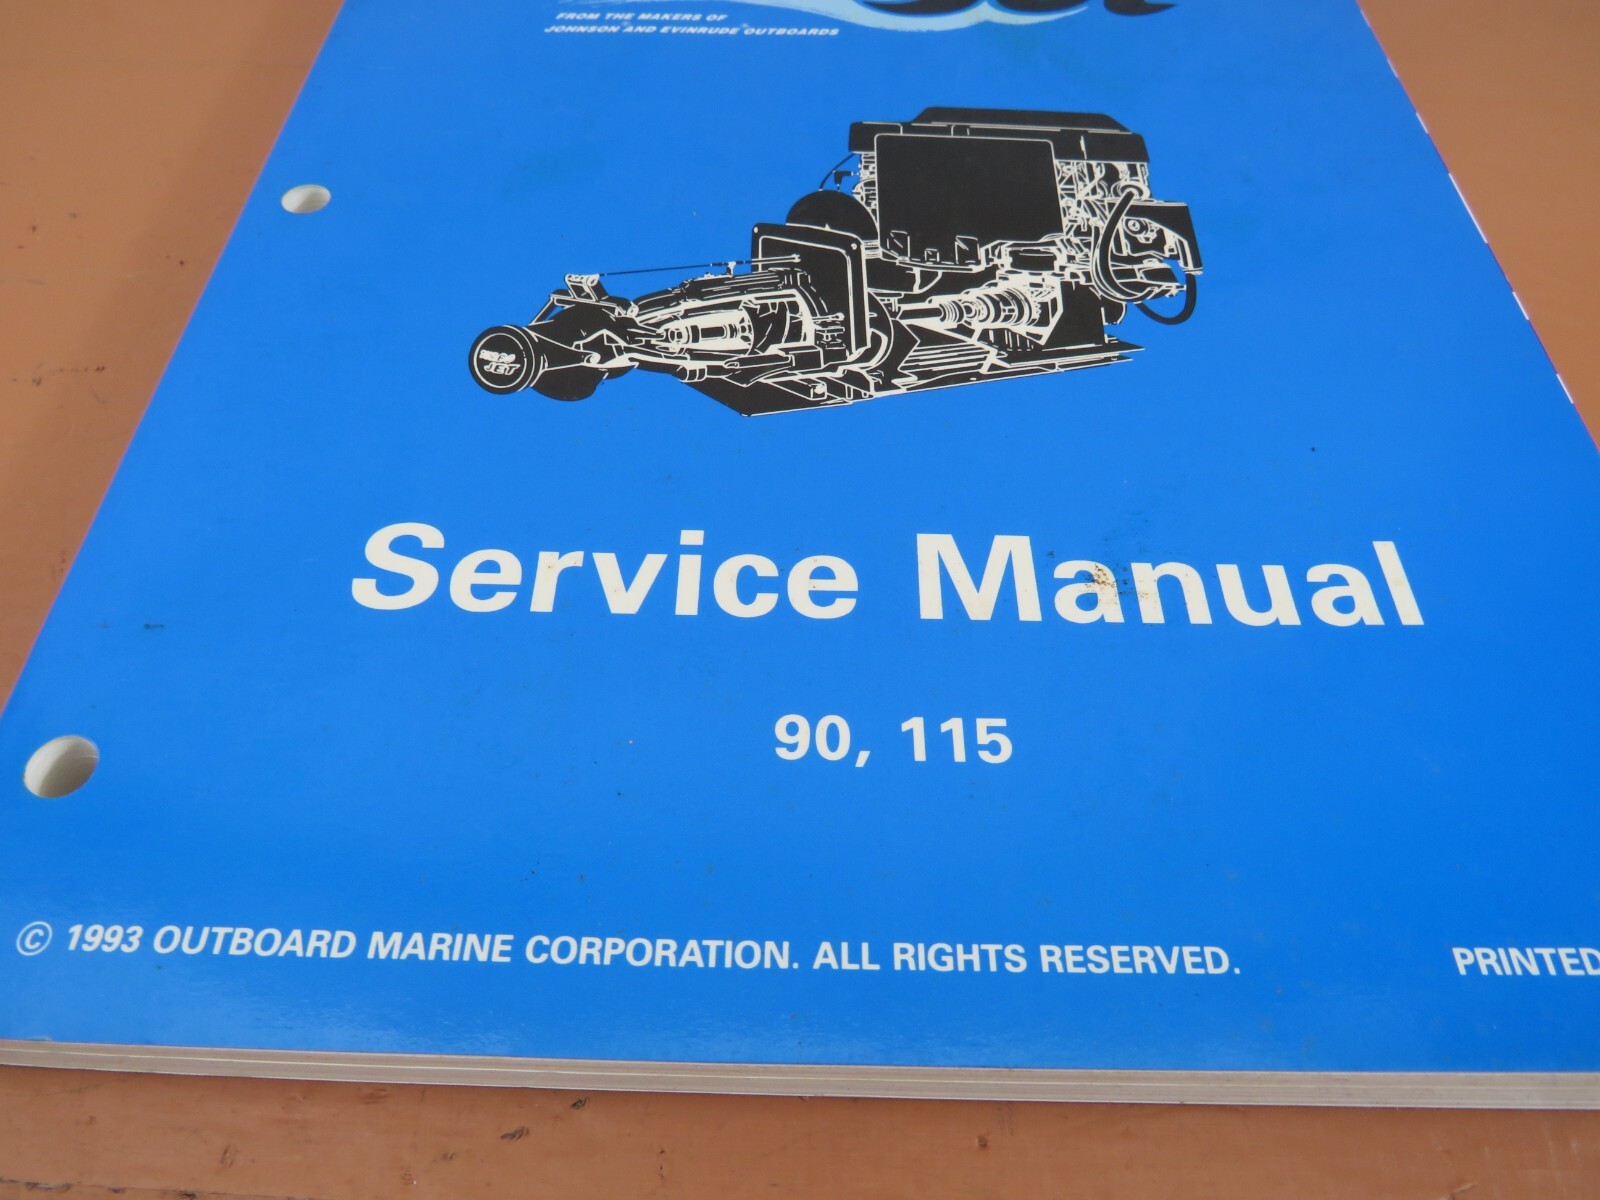 FROM THE MAKERS OF
JOHNSON AND EVINRUDE OUTBOARDS
JET
Service Manual
90, 115
© 1993 OUTBOARD MARINE CORPORATION. ALL RIGHTS RESERVED.
PRINTED